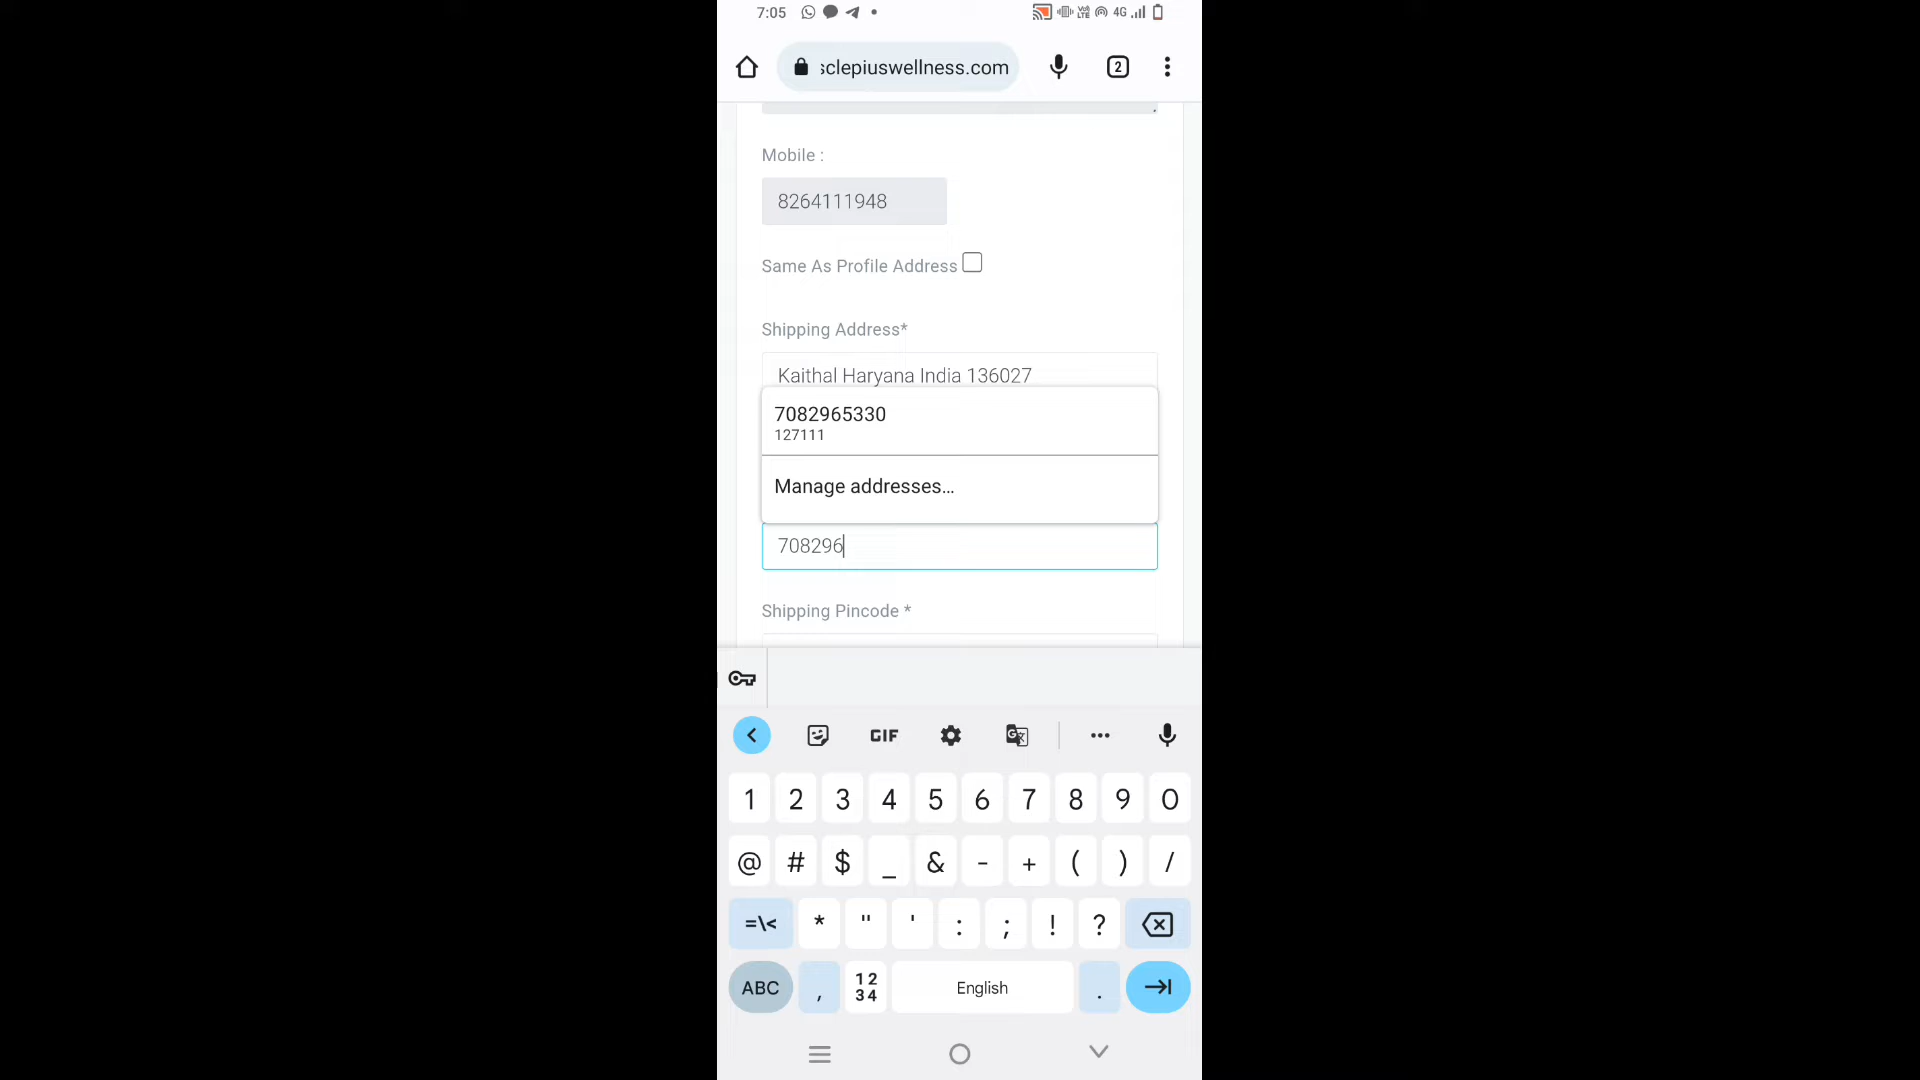 7:05
VoI
LTE
4G
sclepiuswellness.com
2
Mobile :
8264111948
Same As Profile Address
Shipping Address*
Kaithal Haryana India 136027
7082965330
127111
Manage addresses...
708296
Shipping Pincode *
GIF
1 2 3 4 5 6 7 8 9 0
@ # $ _ & - + ( ) /
=\< * " ' : ; ! ?
ABC , 12 34 English .